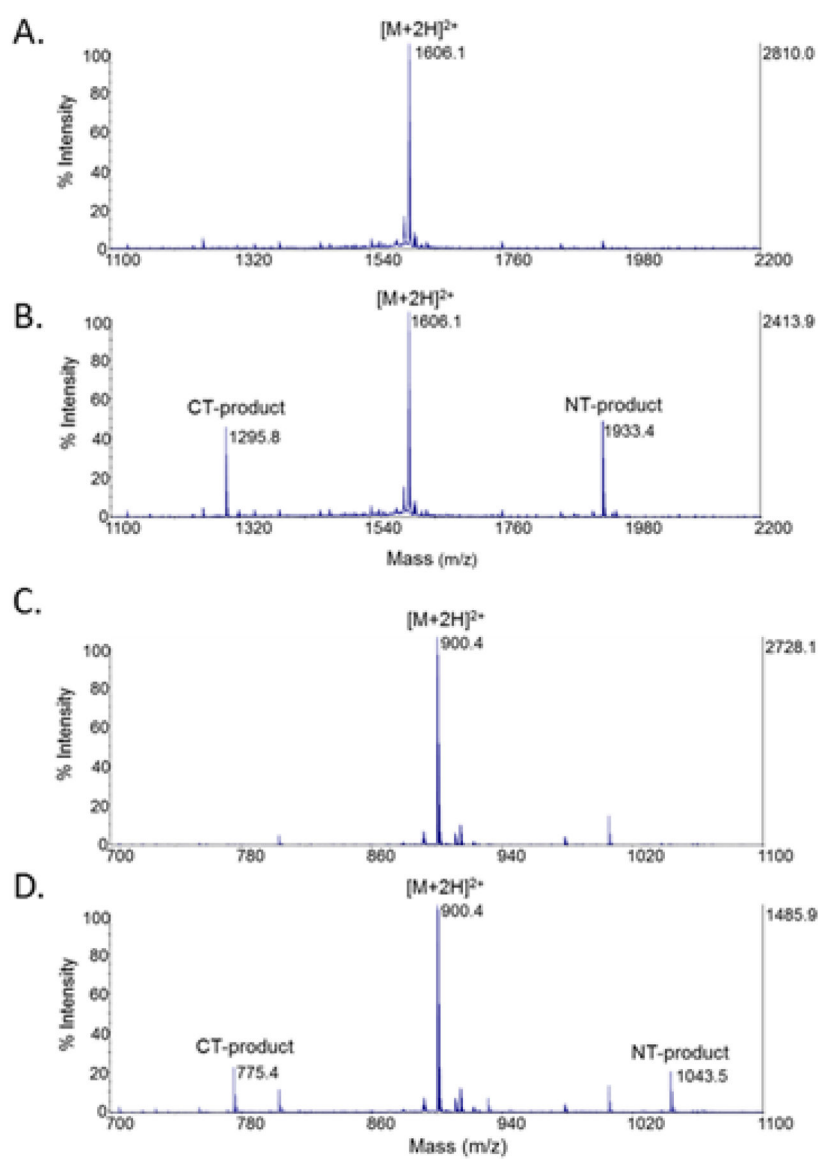 A.
[M+2H]2+
1606.1
2810.0
% Intensity
100
80
60
40
20
0
1100 1320 1540 1760 1980 2200
B.
[M+2H]2+
1606.1
2413.9
CT-product
1295.8
NT-product
1933.4
% Intensity
100
80
60
40
20
0
1100 1320 1540 1760 1980 2200
Mass (m/z)
C.
[M+2H]2+
900.4
2728.1
% Intensity
100
80
60
40
20
0
700 780 860 940 1020 1100
D.
[M+2H]2+
900.4
1485.9
CT-product
775.4
NT-product
1043.5
% Intensity
100
80
60
40
20
0
700 780 860 940 1020 1100
Mass (m/z)